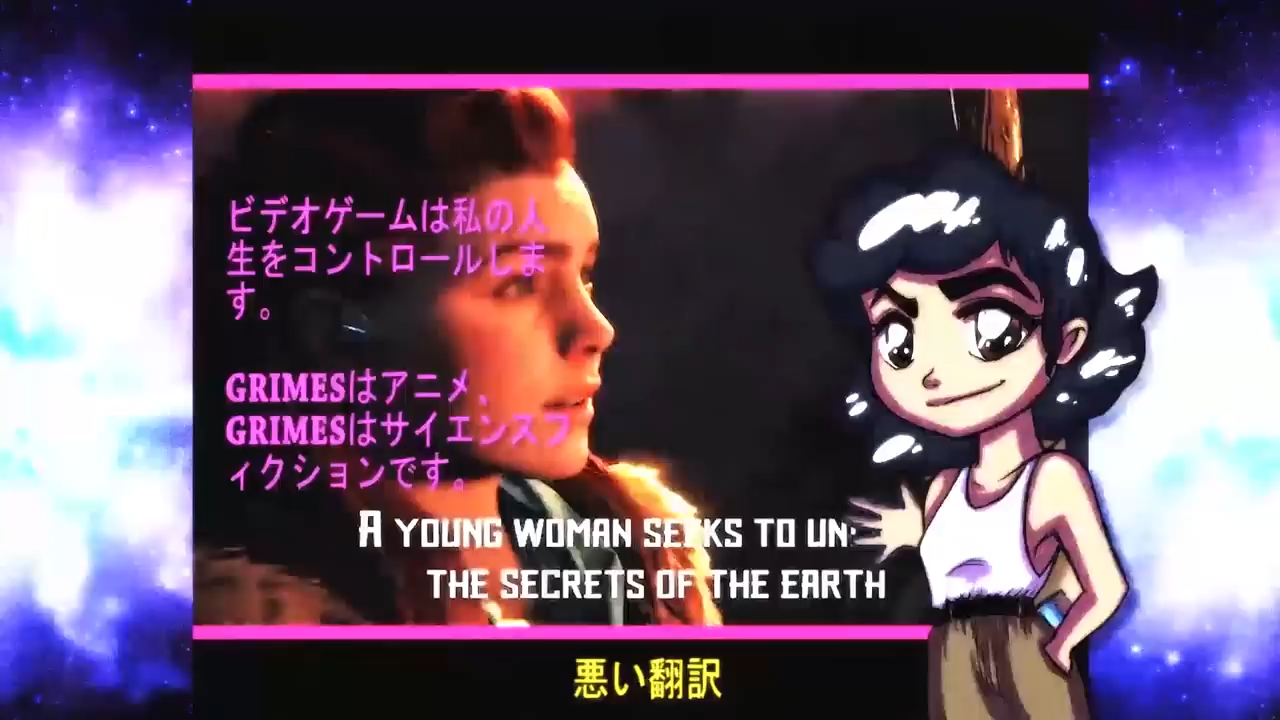 ビデオゲームは私の人
生をコントロールしま
す。
GRIMESはアニメ、
GRIMESはサイエンスフ
ィクションです。
A YOUNG WOMAN SEEKS TO UN
THE SECRETS OF THE EARTH
悪い翻訳